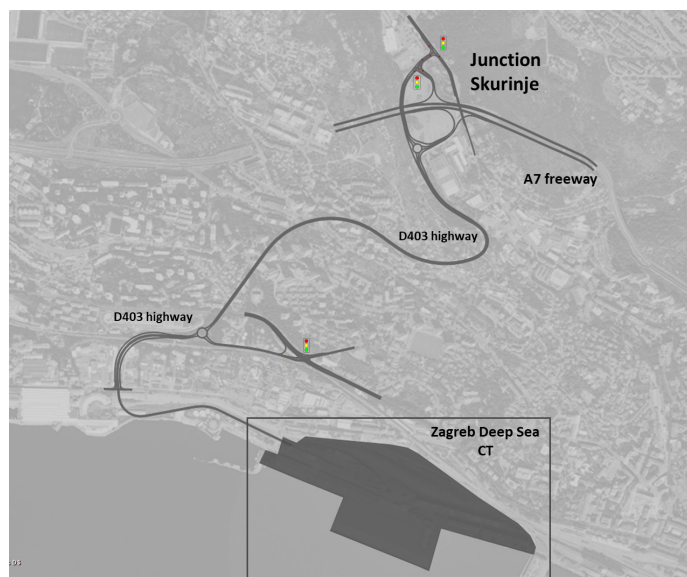 Junction
Skurinje
A7 freeway
D403 highway
D403 highway
Zagreb Deep Sea
CT